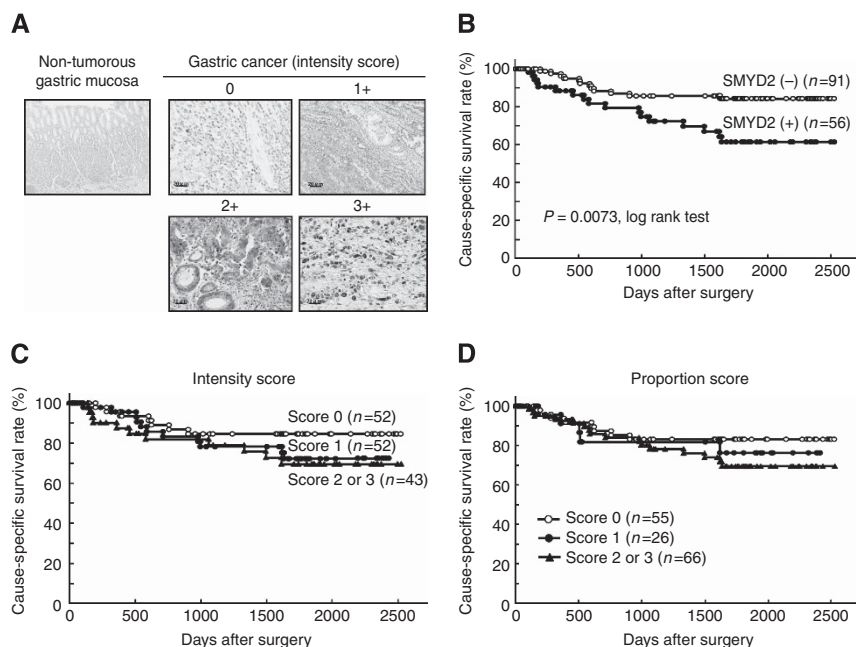 A
Non-tumorous
gastric mucosa
Gastric cancer (intensity score)
0
1+
2+
3+
B
Cause-specific survival rate (%)
100
80
60
40
20
0
SMYD2 (–) (n=91)
SMYD2 (+) (n=56)
P = 0.0073, log rank test
0 500 1000 1500 2000 2500
Days after surgery
C
Intensity score
Cause-specific survival rate (%)
100
80
60
40
20
0
Score 0 (n=52)
Score 1 (n=52)
Score 2 or 3 (n=43)
0 500 1000 1500 2000 2500
Days after surgery
D
Proportion score
Cause-specific survival rate (%)
100
80
60
40
20
0
Score 0 (n=55)
Score 1 (n=26)
Score 2 or 3 (n=66)
0 500 1000 1500 2000 2500
Days after surgery